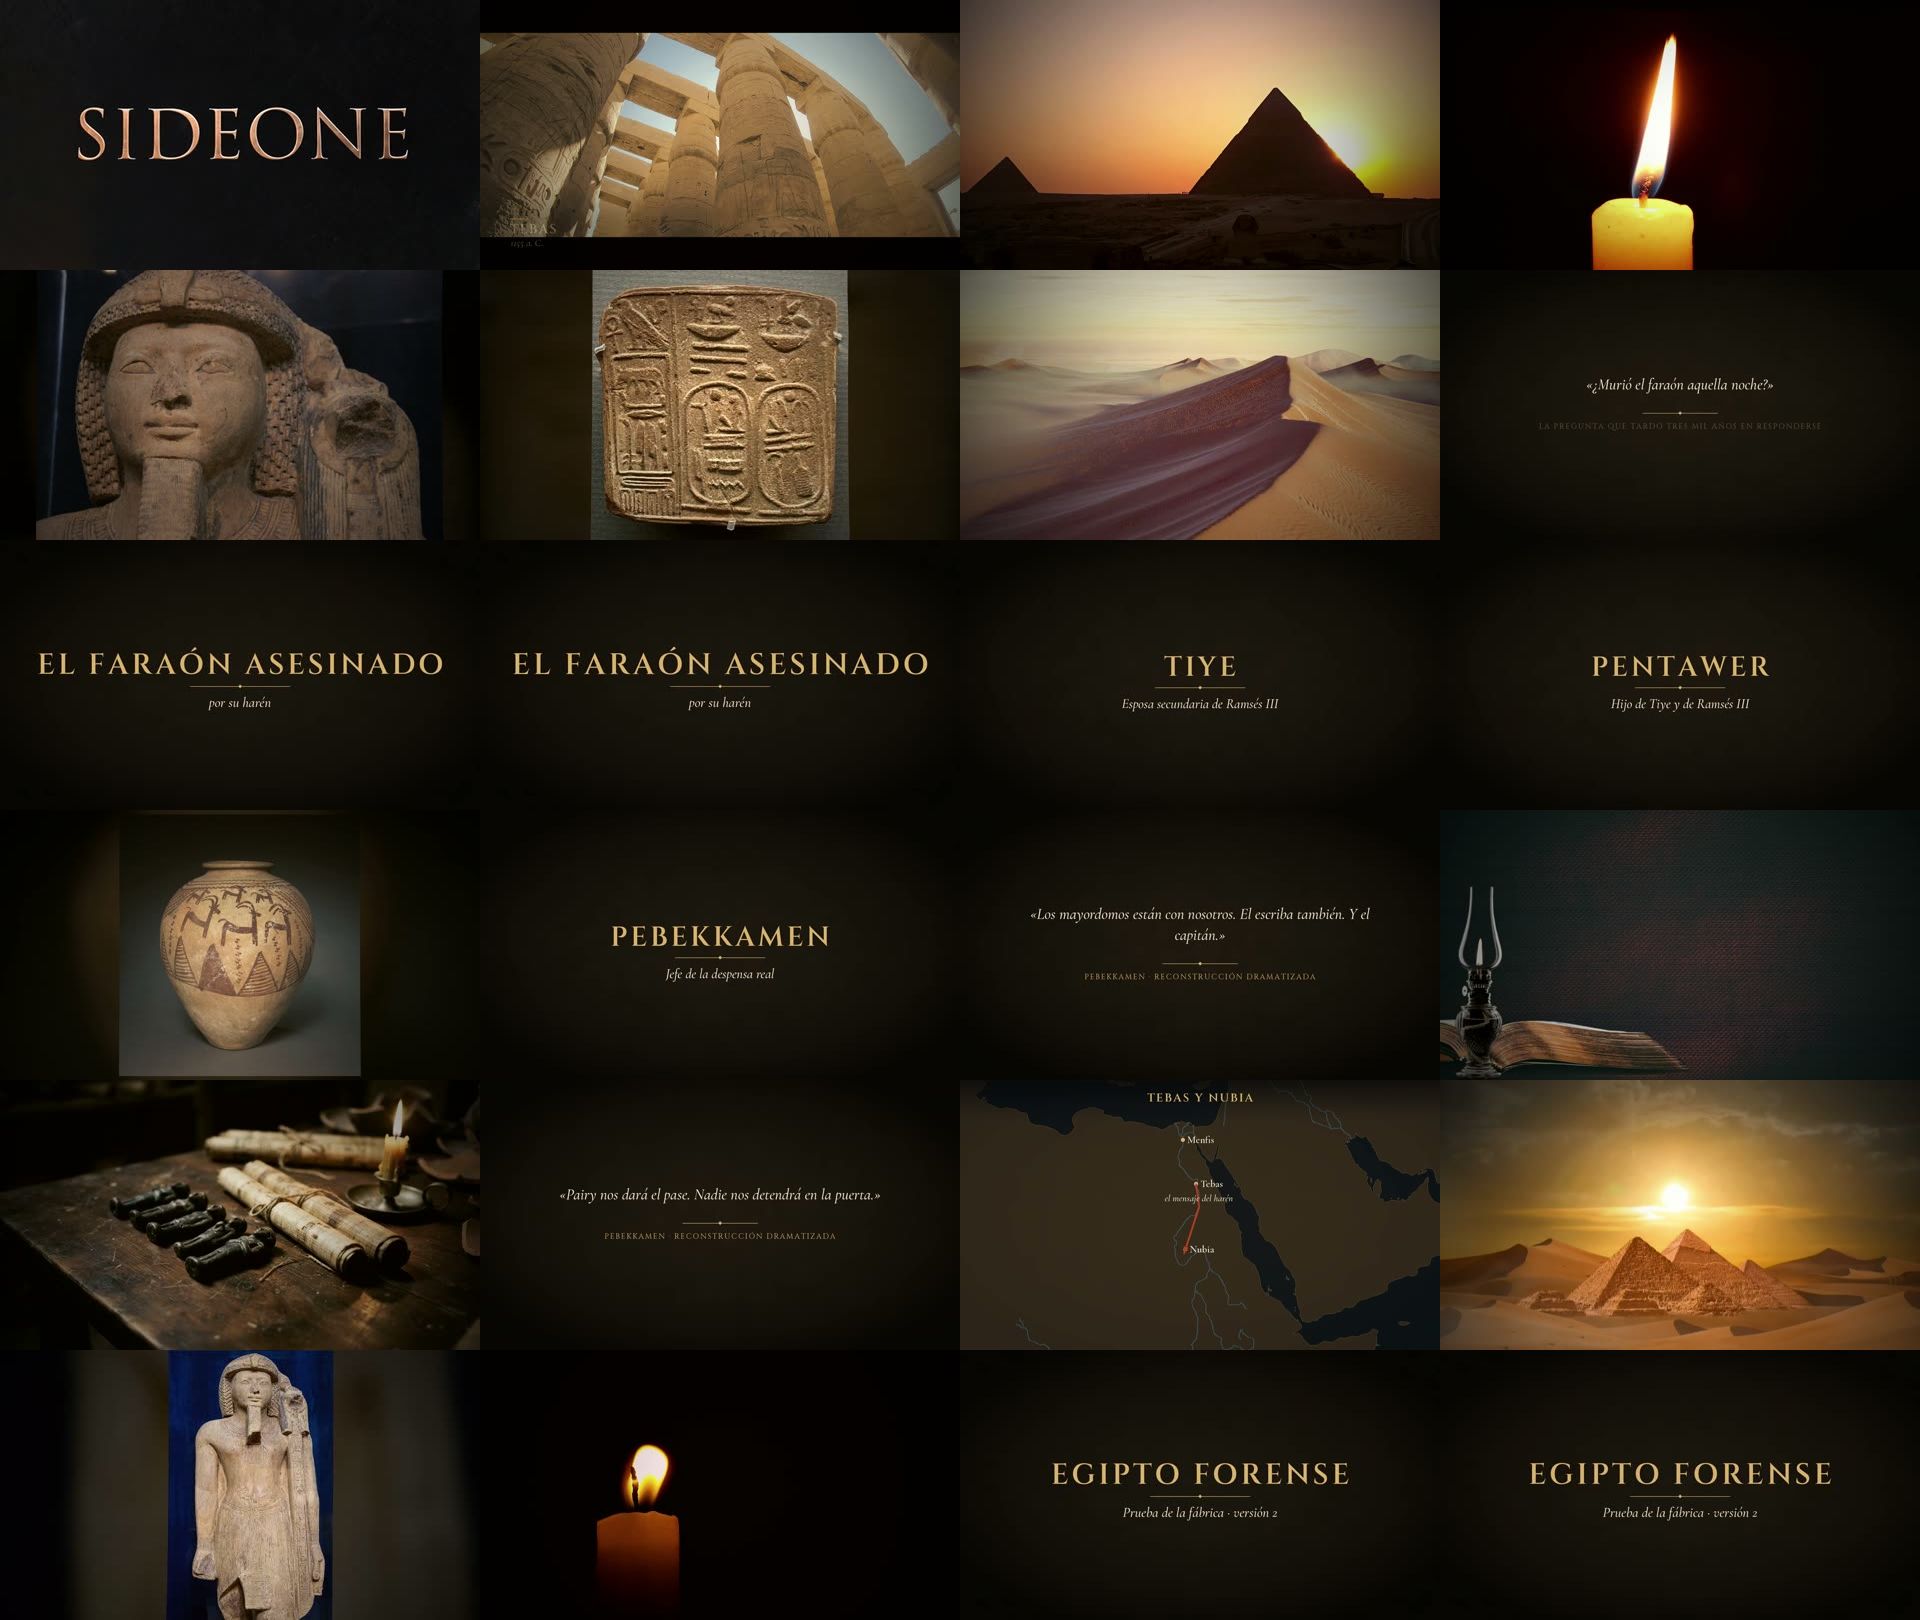 SIDEONE
TEBAS
1155 a. C.
«¿Murió el faraón aquella noche?»
LA PREGUNTA QUE TARDÓ TRES MIL AÑOS EN RESPONDERSE
EL FARAÓN ASESINADO
por su harén
EL FARAÓN ASESINADO
por su harén
TIYE
Esposa secundaria de Ramsés III
PENTAWER
Hijo de Tiye y de Ramsés III
PEBEKKAMEN
Jefe de la despensa real
«Los mayordomos están con nosotros. El escriba también. Y el
capitán.»
PEBEKKAMEN · RECONSTRUCCIÓN DRAMATIZADA
«Pairy nos dará el pase. Nadie nos detendrá en la puerta.»
PEBEKKAMEN · RECONSTRUCCIÓN DRAMATIZADA
TEBAS Y NUBIA
Menfis
Tebas
el mensaje del harén
Nubia
EGIPTO FORENSE
Prueba de la fábrica · versión 2
EGIPTO FORENSE
Prueba de la fábrica · versión 2